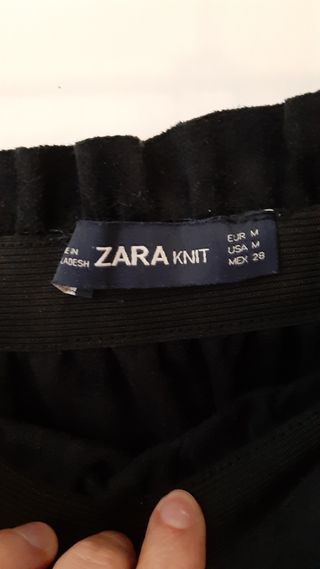 ZARA KNIT
EUR M
USA M
MEX 28